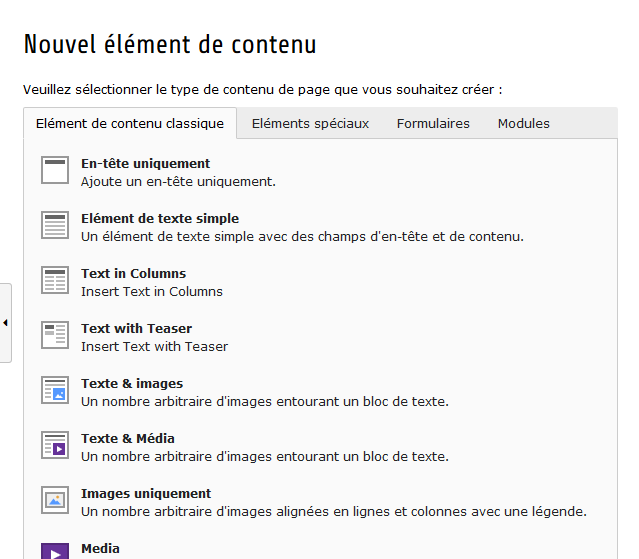 Nouvel élément de contenu
Veuillez sélectionner le type de contenu de page que vous souhaitez créer :
Elément de contenu classique Eléments spéciaux Formulaires Modules
En-tête uniquement
Ajoute un en-tête uniquement.
Elément de texte simple
Un élément de texte simple avec des champs d'en-tête et de contenu.
Text in Columns
Insert Text in Columns
Text with Teaser
Insert Text with Teaser
Texte & images
Un nombre arbitraire d'images entourant un bloc de texte.
Texte & Média
Un nombre arbitraire d'images entourant un bloc de texte.
Images uniquement
Un nombre arbitraire d'images alignées en lignes et colonnes avec une légende.
Media